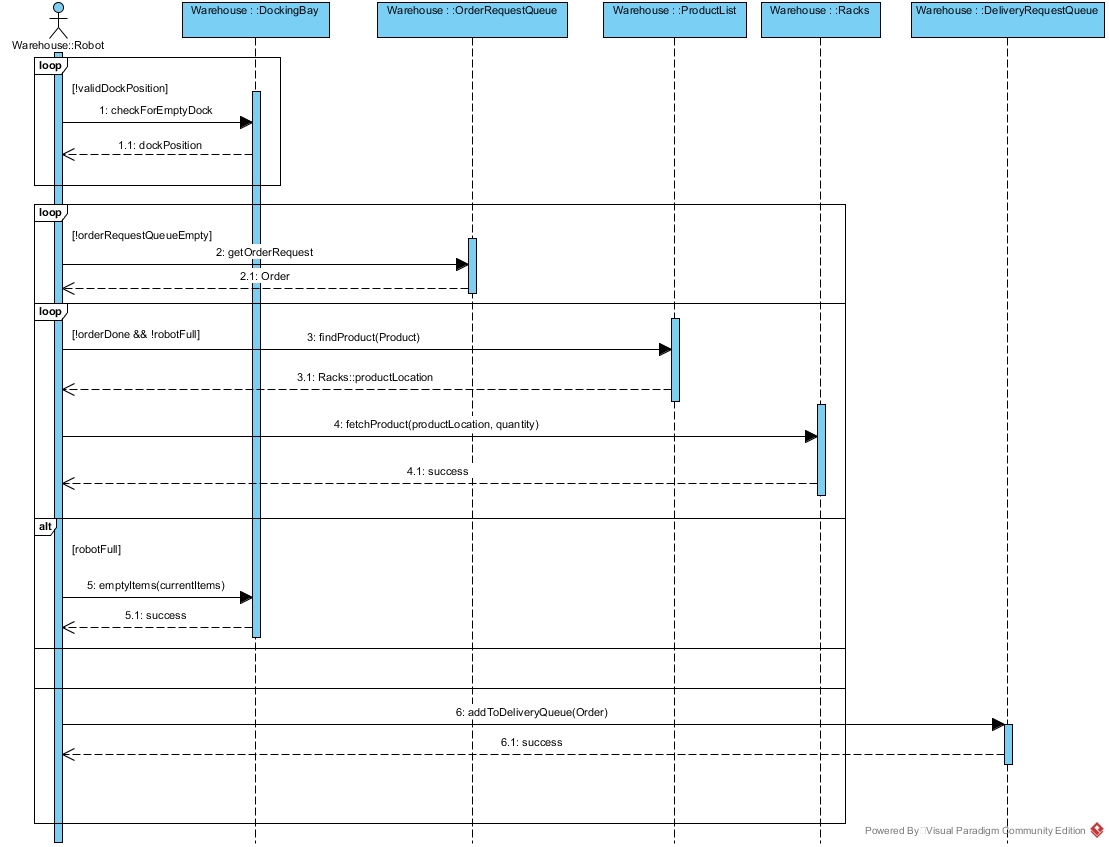 Warehouse : :DockingBay
Warehouse : :OrderRequestQueue
Warehouse : :ProductList
Warehouse : :Racks
Warehouse : :DeliveryRequestQueue
Warehouse::Robot
loop
[!validDockPosition]
1: checkForEmptyDock
1.1: dockPosition
loop
[!orderRequestQueueEmpty]
2: getOrderRequest
2.1: Order
loop
[!orderDone && !robotFull]
3: findProduct(Product)
3.1: Racks::productLocation
4: fetchProduct(productLocation, quantity)
4.1: success
alt
[robotFull]
5: emptyItems(currentItems)
5.1: success
6: addToDeliveryQueue(Order)
6.1: success
Powered By Visual Paradigm Community Edition